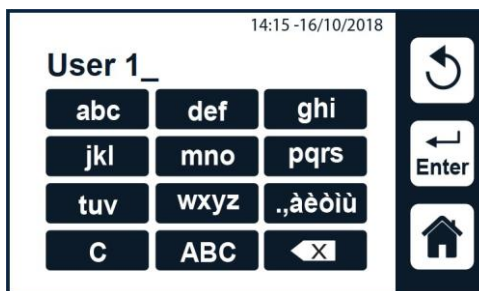 14:15 -16/10/2018
User 1_
abc def ghi
jkl mno pqrs
Enter
tuv wxyz .,àèòìù
C ABC X